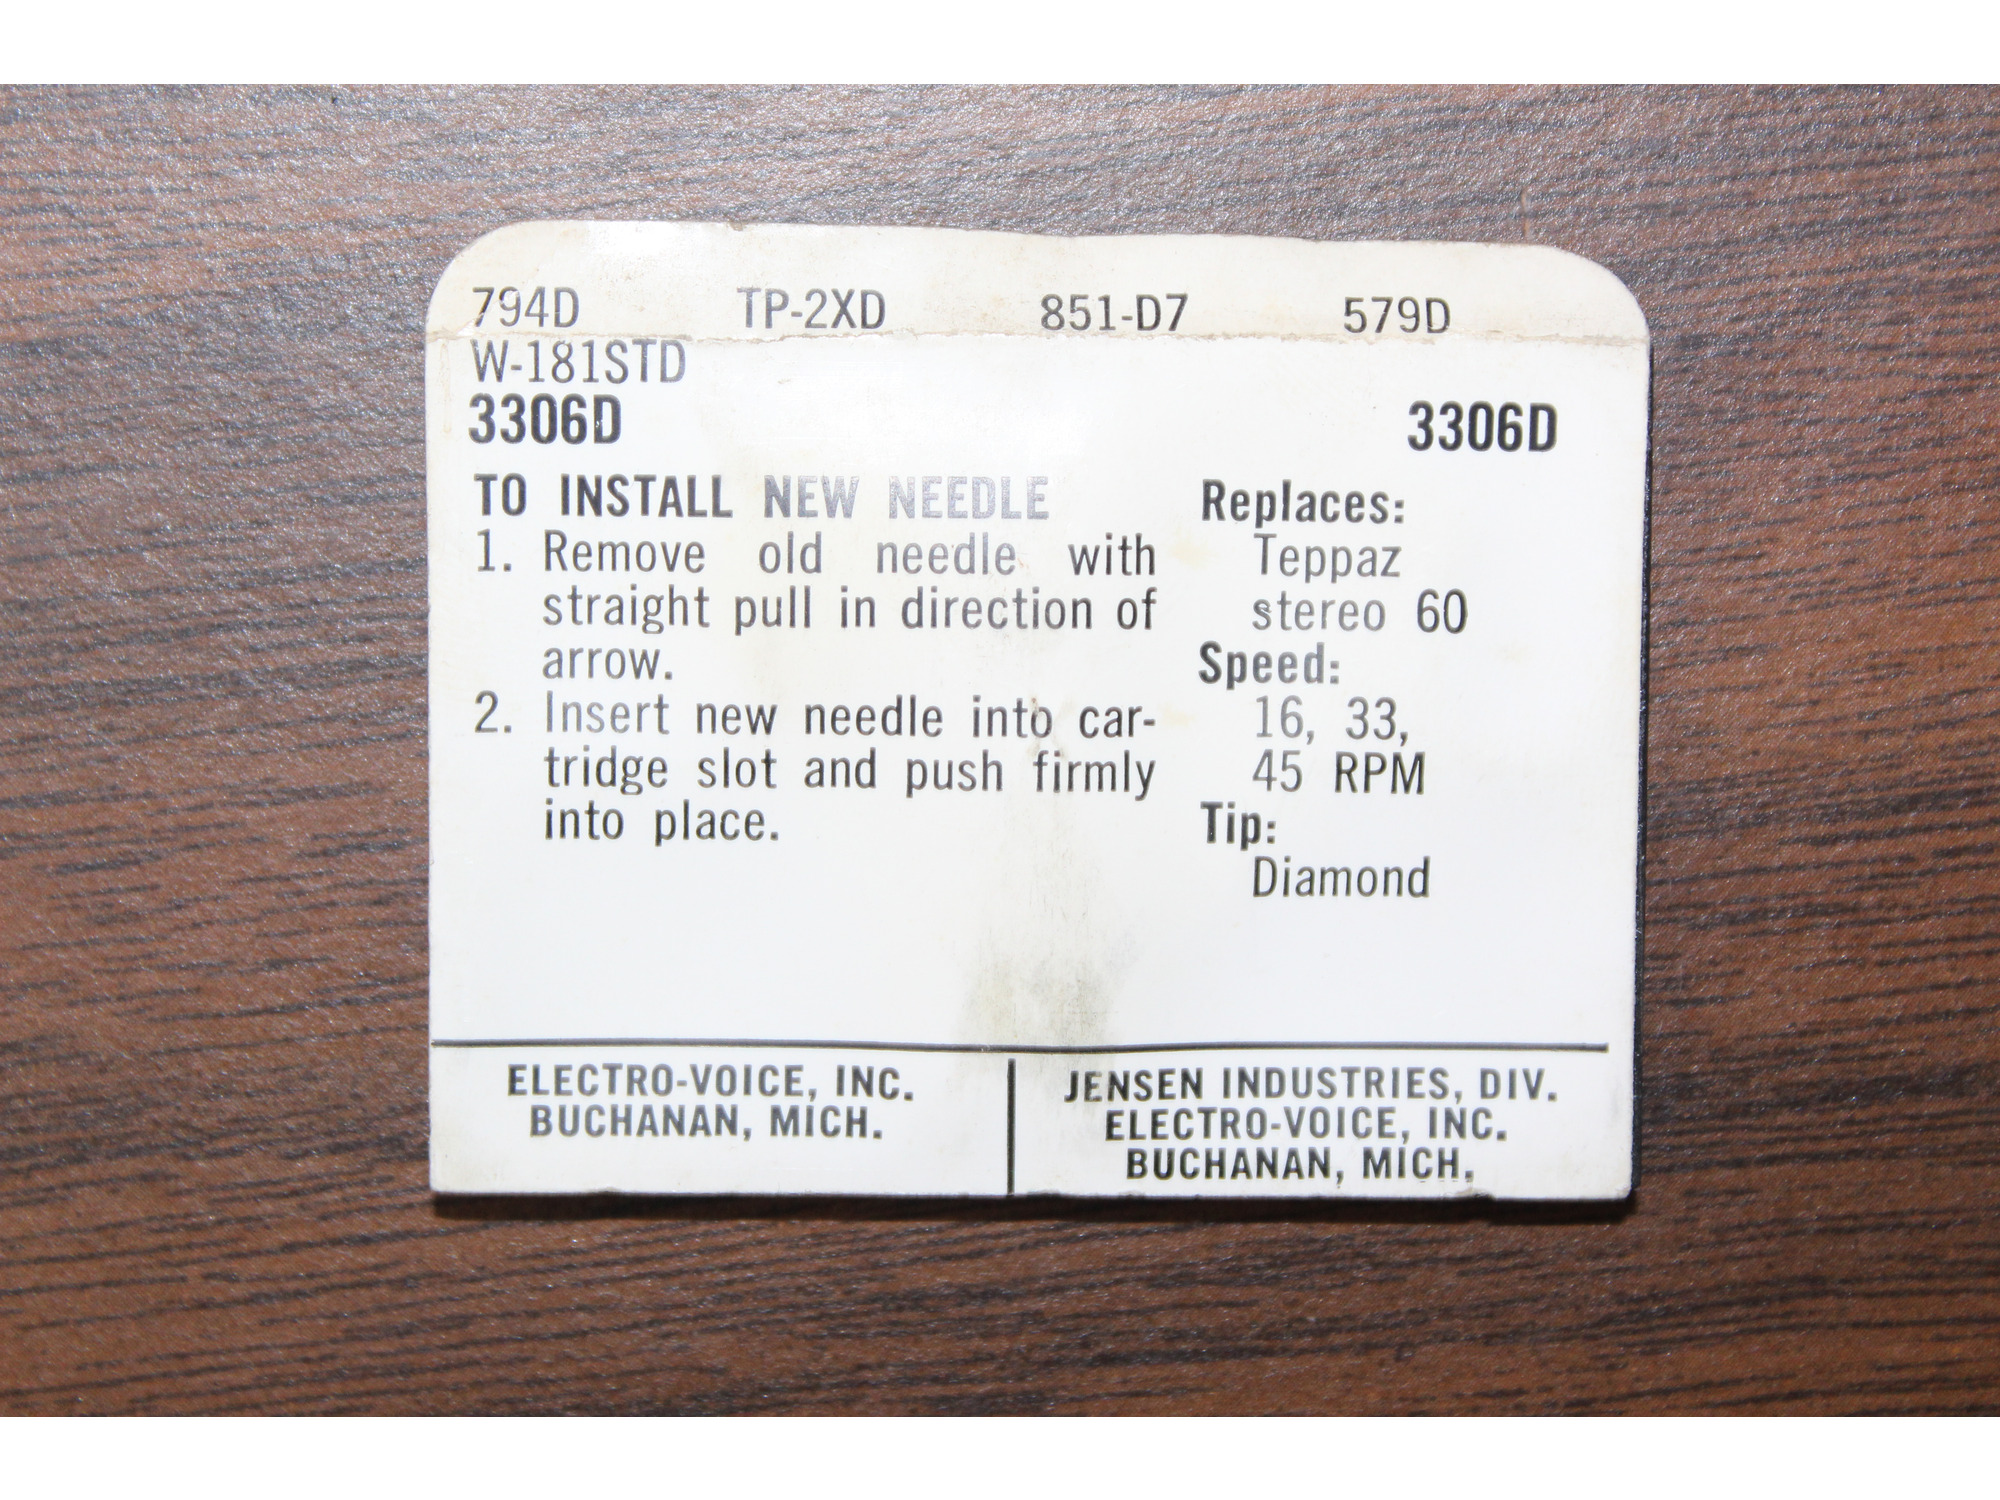 794D TP-2XD 851-D7 579D
W-181STD
3306D 3306D
TO INSTALL NEW NEEDLE
1. Remove old needle with
straight pull in direction of
arrow.
2. Insert new needle into car-
tridge slot and push firmly
into place.
Replaces:
Teppaz
stereo 60
Speed:
16, 33,
45 RPM
Tip:
Diamond
ELECTRO-VOICE, INC.
BUCHANAN, MICH.
JENSEN INDUSTRIES, DIV.
ELECTRO-VOICE, INC.
BUCHANAN, MICH.